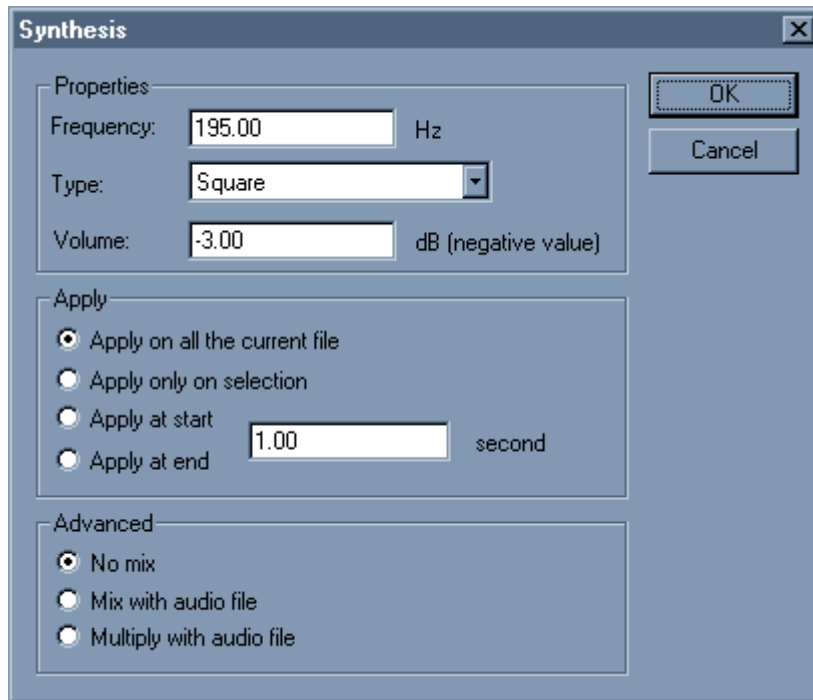 Synthesis
Properties
Frequency: 195.00 Hz
Type: Square
Volume: -3.00 dB (negative value)
OK
Cancel
Apply
Apply on all the current file
Apply only on selection
Apply at start
1.00 second
Apply at end
Advanced
No mix
Mix with audio file
Multiply with audio file